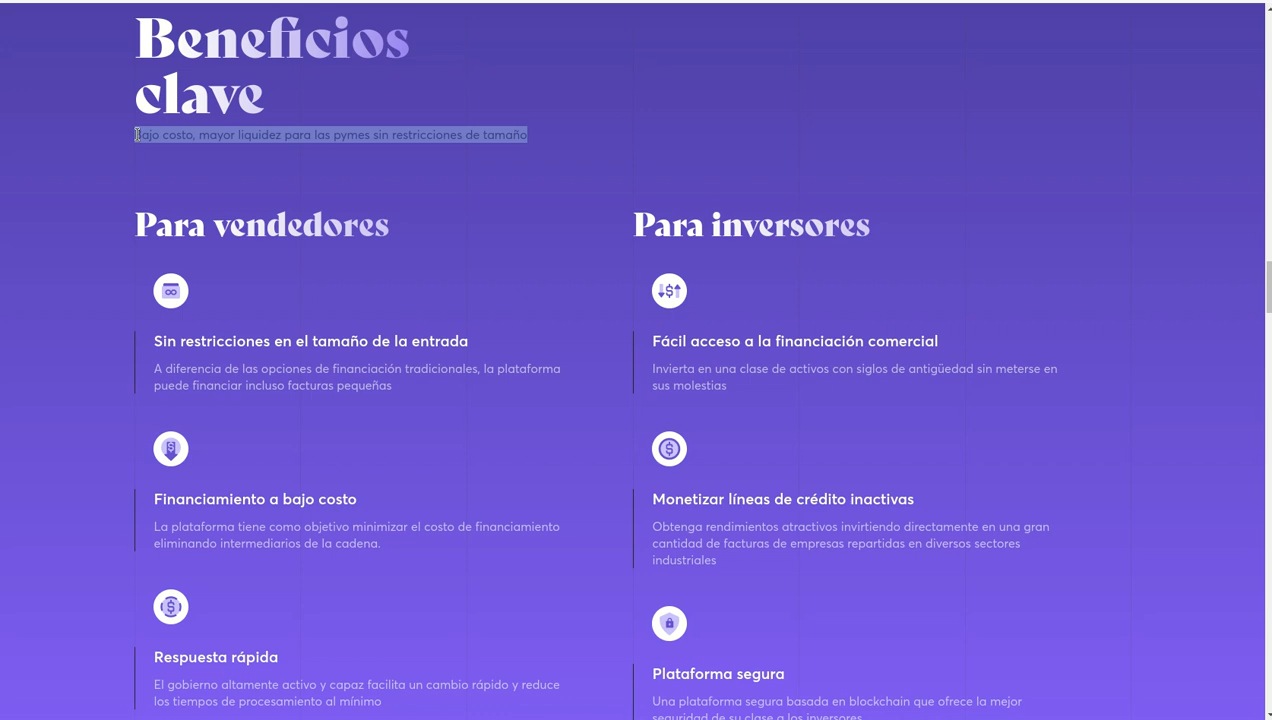 Beneficios
clave
Bajo costo, mayor liquidez para las pymes sin restricciones de tamaño
Para vendedores
Sin restricciones en el tamaño de la entrada
A diferencia de las opciones de financiación tradicionales, la plataforma
puede financiar incluso facturas pequeñas
Financiamiento a bajo costo
La plataforma tiene como objetivo minimizar el costo de financiamiento
eliminando intermediarios de la cadena.
Respuesta rápida
El gobierno altamente activo y capaz facilita un cambio rápido y reduce
los tiempos de procesamiento al mínimo
Para inversores
Fácil acceso a la financiación comercial
Invierta en una clase de activos con siglos de antigüedad sin meterse en
sus molestias
Monetizar líneas de crédito inactivas
Obtenga rendimientos atractivos invirtiendo directamente en una gran
cantidad de facturas de empresas repartidas en diversos sectores
industriales
Plataforma segura
Una plataforma segura basada en blockchain que ofrece la mejor
seguridad de su clase a los inversores